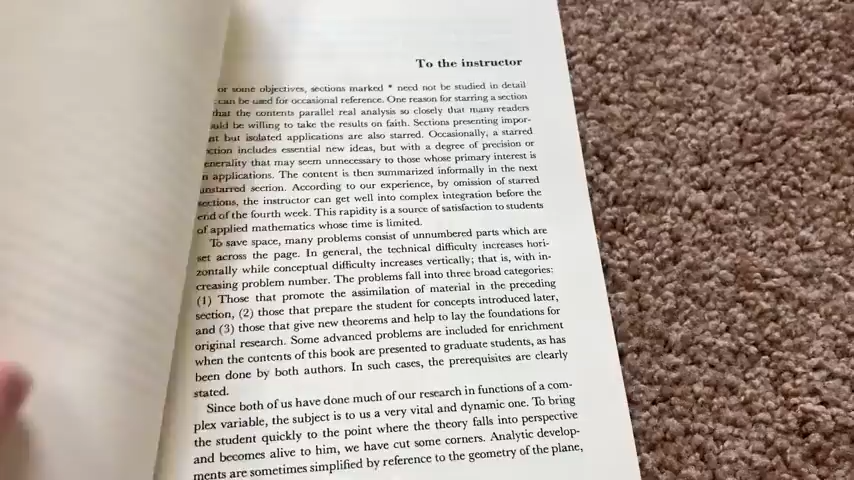 To the instructor
or some objectives, sections marked * need not be studied in detail
can be used for occasional reference. One reason for starring a section
that the contents parallel real analysis so closely that many readers
would be willing to take the results on faith. Sections presenting impor-
nt but isolated applications are also starred. Occasionally, a starred
ction includes essential new ideas, but with a degree of precision or
enerality that may seem unnecessary to those whose primary interest is
n applications. The content is then summarized informally in the next
unstarred section. According to our experience, by omission of starred
sections, the instructor can get well into complex integration before the
end of the fourth week. This rapidity is a source of satisfaction to students
of applied mathematics whose time is limited.
To save space, many problems consist of unnumbered parts which are
set across the page. In general, the technical difficulty increases hori-
zontally while conceptual difficulty increases vertically; that is, with in-
creasing problem number. The problems fall into three broad categories:
(1) Those that promote the assimilation of material in the preceding
section, (2) those that prepare the student for concepts introduced later,
and (3) those that give new theorems and help to lay the foundations for
original research. Some advanced problems are included for enrichment
when the contents of this book are presented to graduate students, as has
been done by both authors. In such cases, the prerequisites are clearly
stated.
Since both of us have done much of our research in functions of a com-
plex variable, the subject is to us a very vital and dynamic one. To bring
the student quickly to the point where the theory falls into perspective
and becomes alive to him, we have cut some corners. Analytic develop-
ments are sometimes simplified by reference to the geometry of the plane,